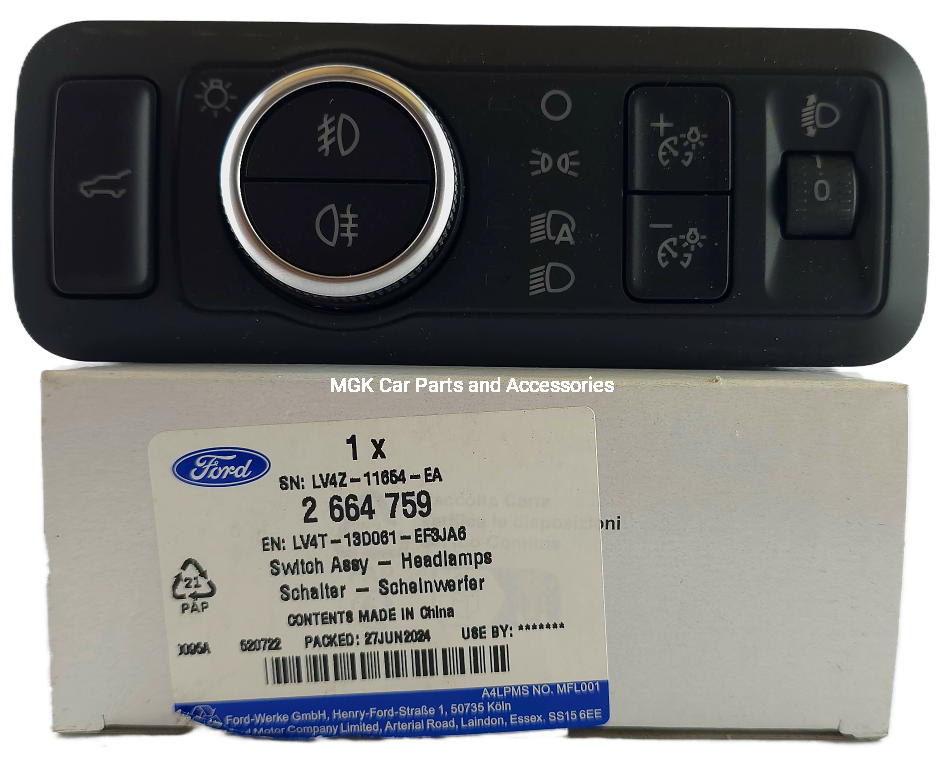 A
+
−
0
MGK Car Parts and Accessories
Ford
1 x
SN: LV4Z-11654-EA
2 664 759
EN: LV4T-13D061-EF3JA6
Switch Assy - Headlamps
Schalter - Scheinwerfer
CONTENTS MADE IN China
21
PAP
520722 PACKED: 27JUN2024 USE BY: *******
A4LPMS NO. MFL001
Ford-Werke GmbH, Henry-Ford-Straße 1, 50735 Köln
Motor Company Limited, Arterial Road, Laindon, Essex. SS15 6EE